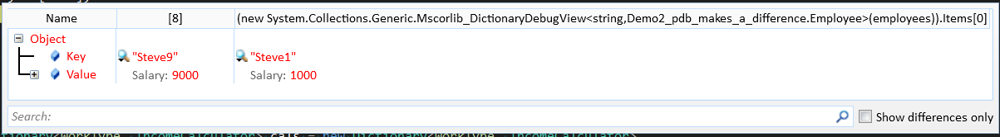 Name [8] (new System.Collections.Generic.Mscorlib_DictionaryDebugView<string,Demo2_pdb_makes_a_difference.Employee>(employees)).Items[0]
Object
Key "Steve9" "Steve1"
Value Salary: 9000 Salary: 1000
Search: Show differences only